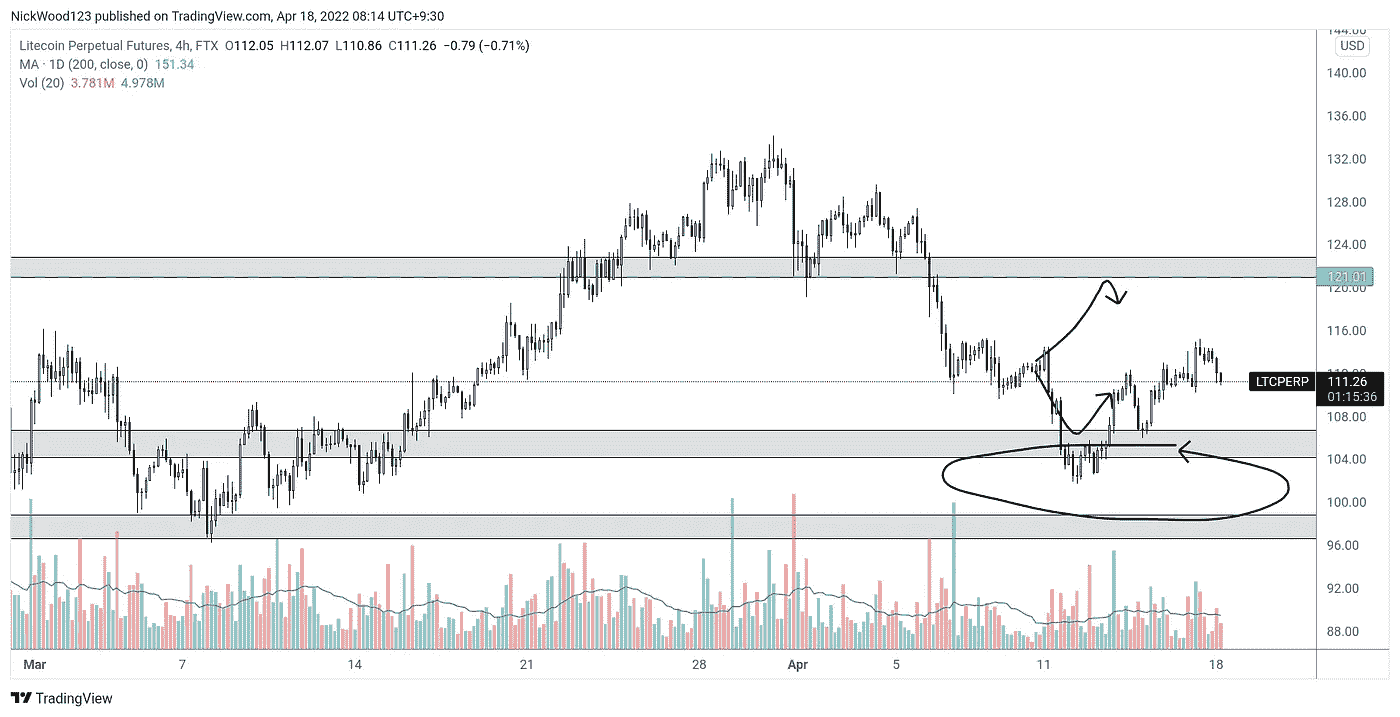 NickWood123 published on TradingView.com, Apr 18, 2022 08:14 UTC+9:30
Litecoin Perpetual Futures, 4h, FTX O112.05 H112.07 L110.86 C111.26 −0.79 (−0.71%)
MA · 1D (200, close, 0) 151.34
Vol (20) 3.781M 4.978M
144.00
USD
140.00
136.00
132.00
128.00
124.00
121.01
120.00
116.00
LTCPERP 111.26
01:15:36
108.00
104.00
100.00
96.00
92.00
88.00
Mar 7 14 21 28 Apr 5 11 18
TradingView